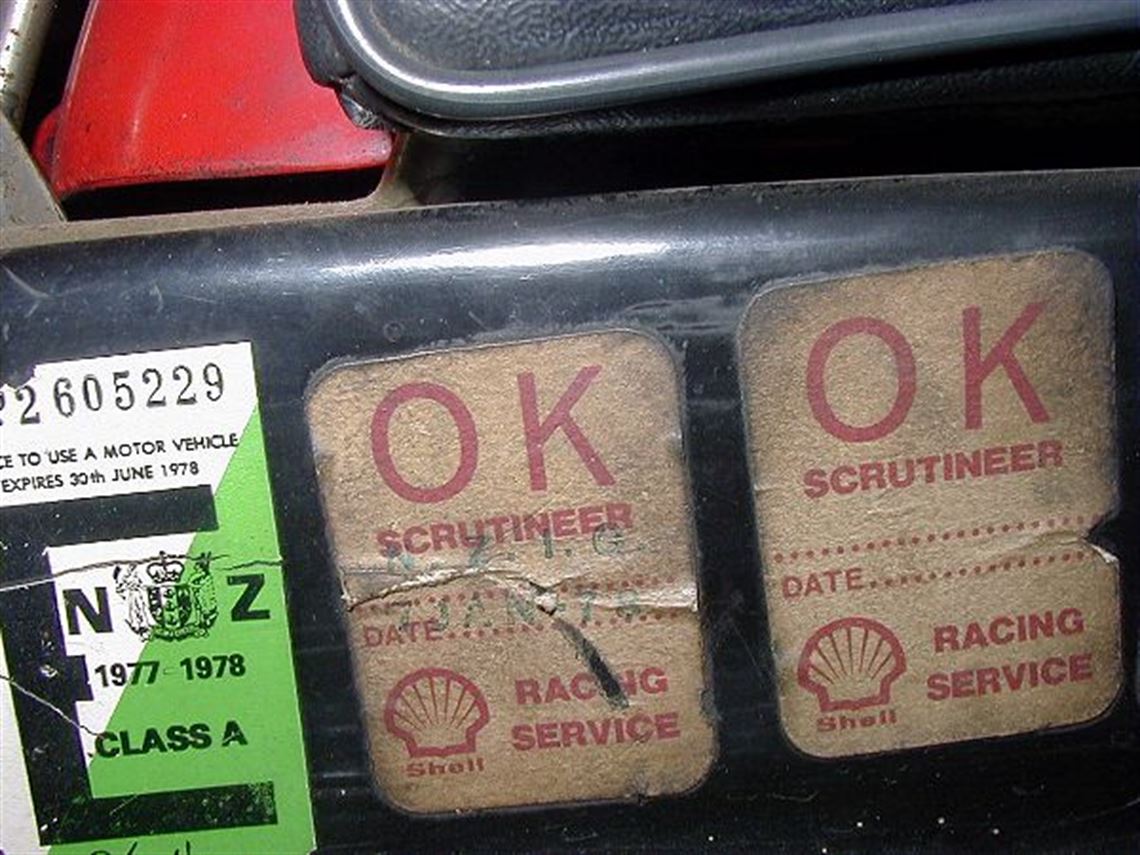 2605229
TO USE A MOTOR VEHICLE
EXPIRES 30th JUNE 1978
N Z
1977-1978
CLASS A
OK
SCRUTINEER
N. Z. I. G.
JAN
DATE
Shell
RACING
SERVICE
OK
SCRUTINEER
DATE
Shell
RACING
SERVICE